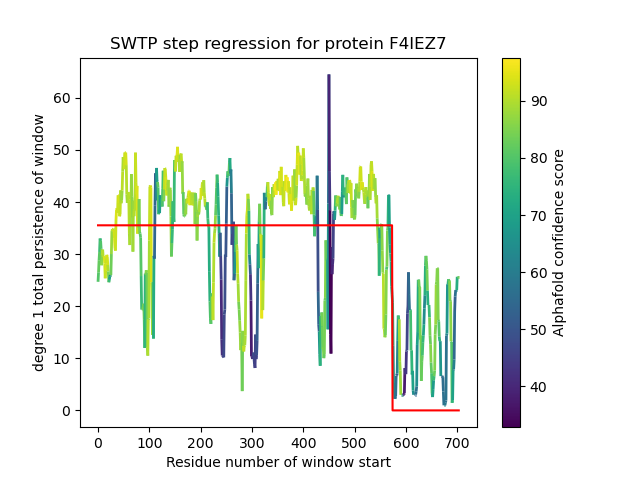 SWTP step regression for protein F4IEZ7
degree 1 total persistence of window
60
50
40
30
20
10
0
0 100 200 300 400 500 600 700
Residue number of window start
90
80
70
60
50
40
Alphafold confidence score